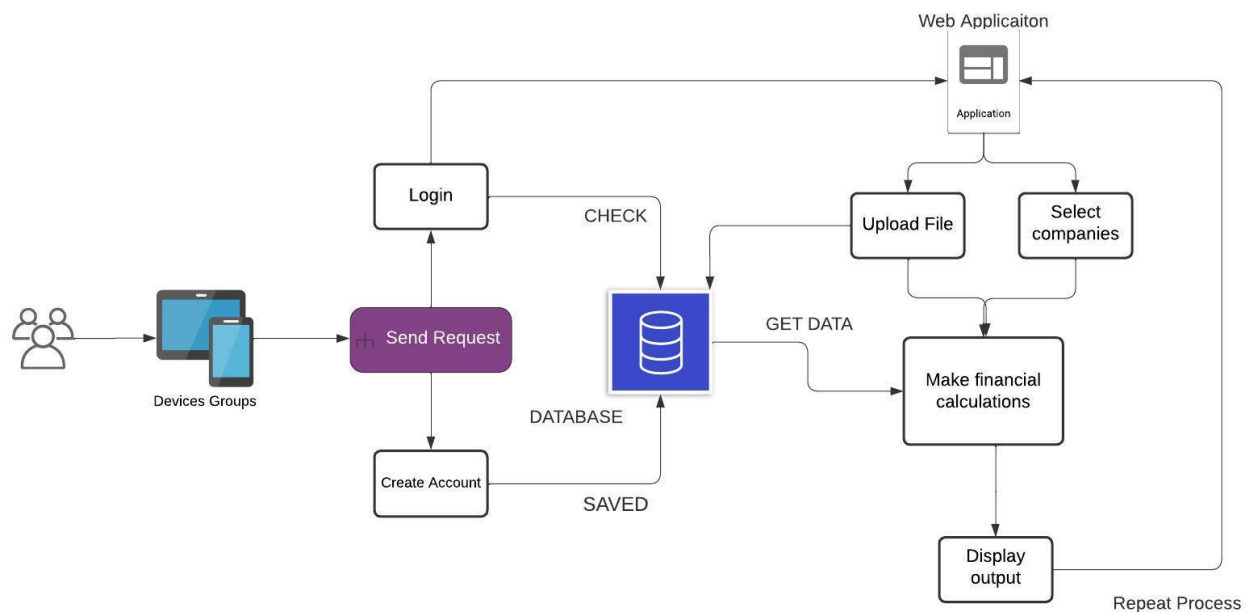 Web Applicaiton
Application
Login
CHECK
Upload File
Select
companies
Send Request
GET DATA
Devices Groups
Make financial
calculations
DATABASE
Create Account
SAVED
Display
output
Repeat Process